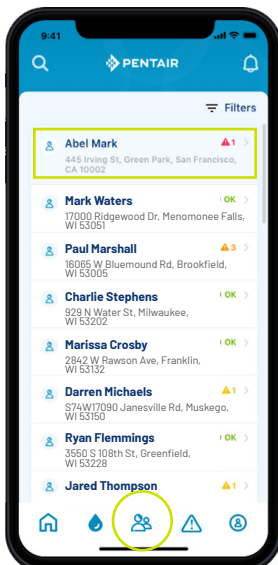 9:41
PENTAIR
Filters
Abel Mark
1
445 Irving St, Green Park, San Francisco,
CA 10002
Mark Waters
OK
17000 Ridgewood Dr, Menomonee Falls,
WI 53051
Paul Marshall
3
16065 W Bluemound Rd, Brookfield,
WI 53005
Charlie Stephens
OK
929 N Water St, Milwaukee,
WI 53202
Marissa Crosby
OK
2842 W Rawson Ave, Franklin,
WI 53132
Darren Michaels
1
S74W17090 Janesville Rd, Muskego,
WI 53150
Ryan Flemmings
OK
3550 S 108th St, Greenfield,
WI 53228
Jared Thompson
1